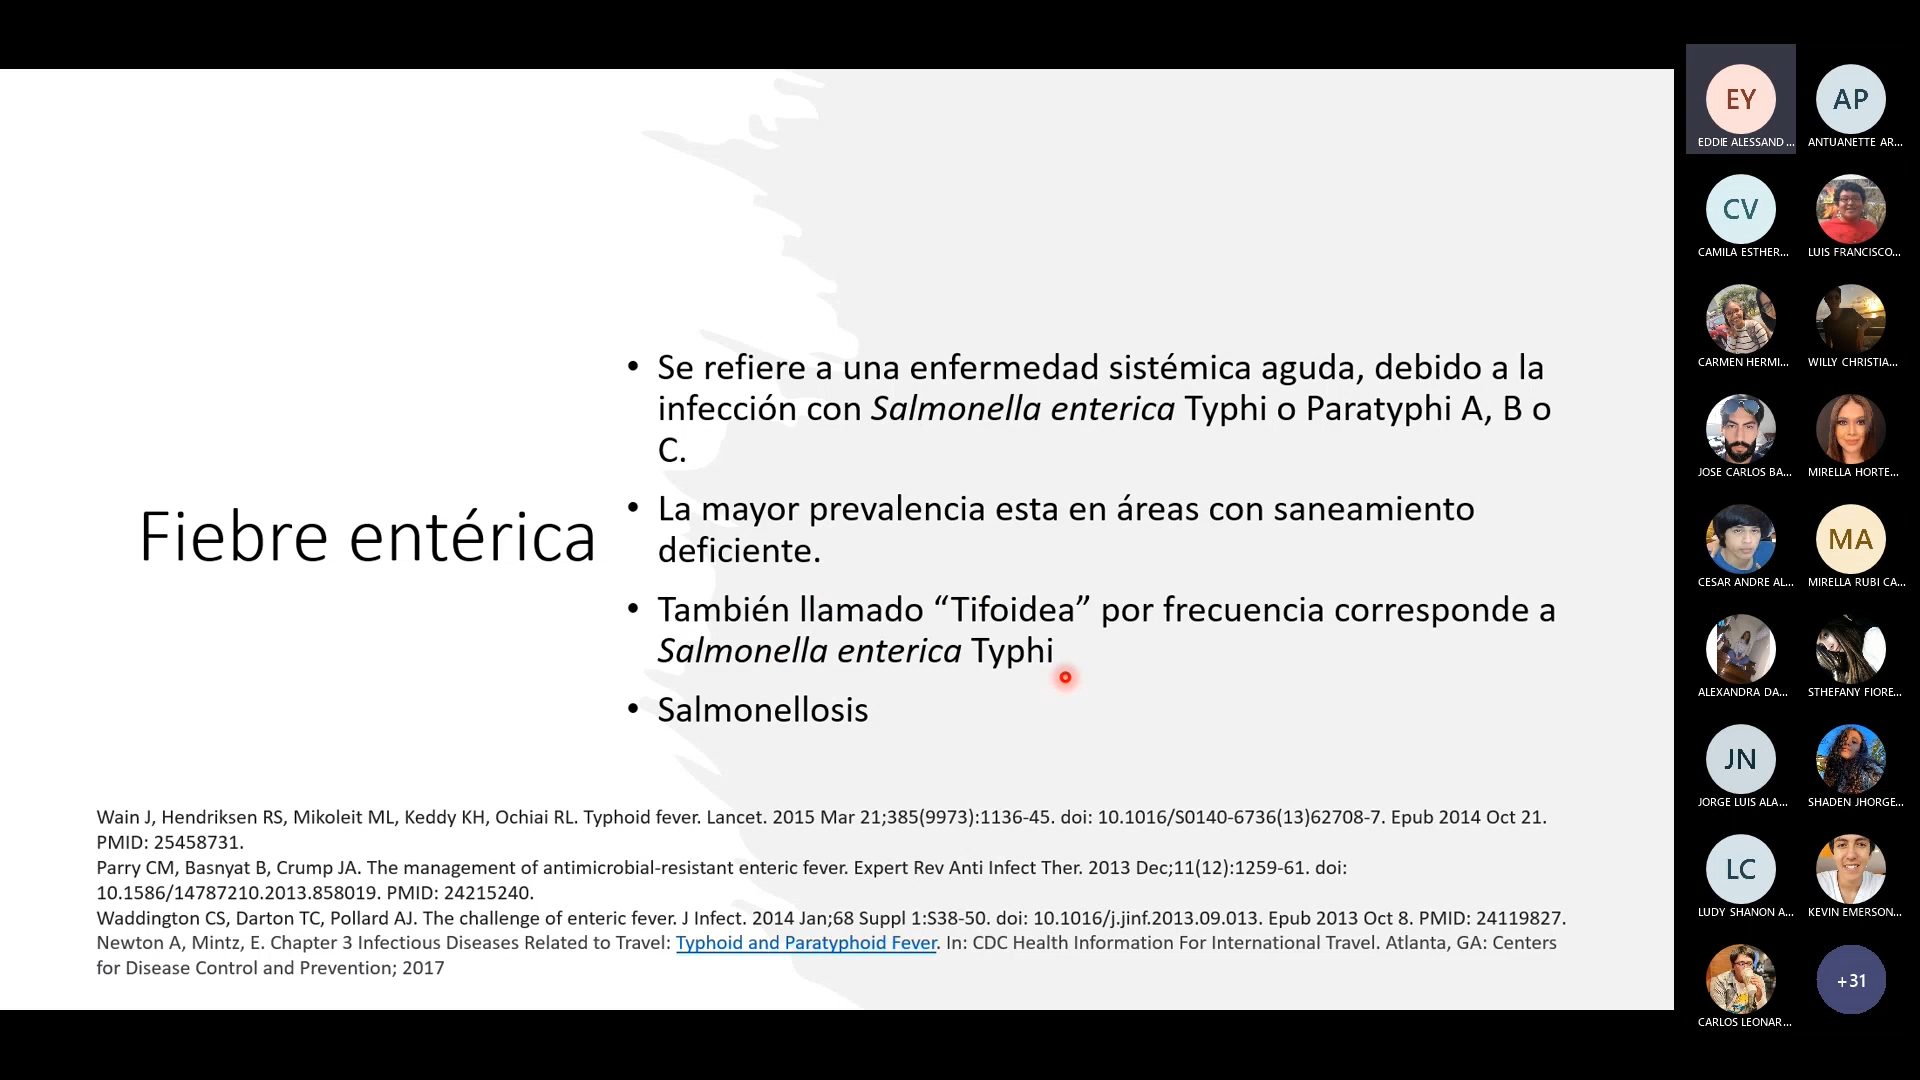 Fiebre entérica
• Se refiere a una enfermedad sistémica aguda, debido a la
infección con Salmonella enterica Typhi o Paratyphi A, B o
C.
• La mayor prevalencia esta en áreas con saneamiento
deficiente.
• También llamado “Tifoidea” por frecuencia corresponde a
Salmonella enterica Typhi
• Salmonellosis
Wain J, Hendriksen RS, Mikoleit ML, Keddy KH, Ochiai RL. Typhoid fever. Lancet. 2015 Mar 21;385(9973):1136-45. doi: 10.1016/S0140-6736(13)62708-7. Epub 2014 Oct 21.
PMID: 25458731.
Parry CM, Basnyat B, Crump JA. The management of antimicrobial-resistant enteric fever. Expert Rev Anti Infect Ther. 2013 Dec;11(12):1259-61. doi:
10.1586/14787210.2013.858019. PMID: 24215240.
Waddington CS, Darton TC, Pollard AJ. The challenge of enteric fever. J Infect. 2014 Jan;68 Suppl 1:S38-50. doi: 10.1016/j.jinf.2013.09.013. Epub 2013 Oct 8. PMID: 24119827.
Newton A, Mintz, E. Chapter 3 Infectious Diseases Related to Travel: Typhoid and Paratyphoid Fever. In: CDC Health Information For International Travel. Atlanta, GA: Centers
for Disease Control and Prevention; 2017
EY
EDDIE ALESSAND...
AP
ANTUANETTE AR...
CV
CAMILA ESTHER...
LUIS FRANCISCO...
CARMEN HERMI...
WILLY CHRISTIA...
JOSE CARLOS BA...
MIRELLA HORTE...
CESAR ANDRE AL...
MA
MIRELLA RUBI CA...
ALEXANDRA DA...
STHEFANY FIORE...
JN
JORGE LUIS ALA...
SHADEN JHORGE...
LC
LUDY SHANON A...
KEVIN EMERSON...
CARLOS LEONAR...
+31